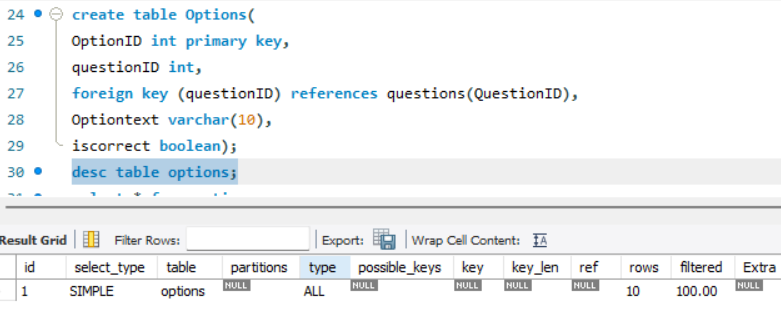 24 create table Options(
25 OptionID int primary key,
26 questionID int,
27 foreign key (questionID) references questions(QuestionID),
28 Optiontext varchar(10),
29 iscorrect boolean);
30 desc table options;
Result Grid Filter Rows: Export: Wrap Cell Content: IA
id select_type table partitions type possible_keys key key_len ref rows filtered Extra
1 SIMPLE options NULL ALL NULL NULL NULL NULL 10 100.00 NULL